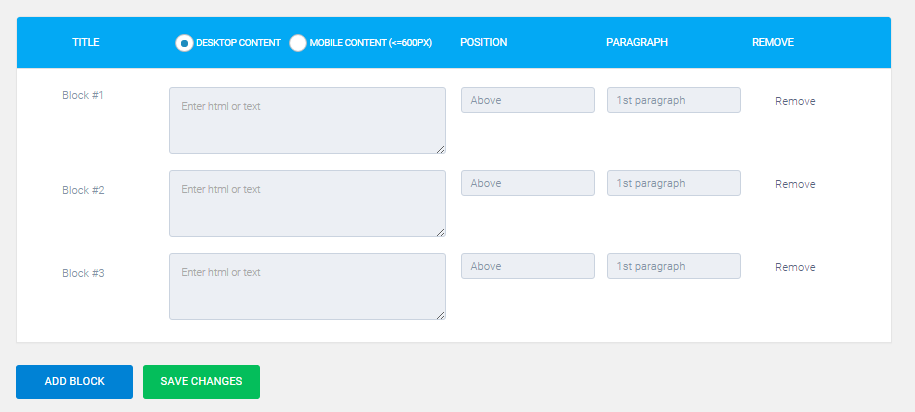 TITLE DESKTOP CONTENT MOBILE CONTENT (<=600PX) POSITION PARAGRAPH REMOVE
Block #1 Enter html or text Above 1st paragraph Remove
Block #2 Enter html or text Above 1st paragraph Remove
Block #3 Enter html or text Above 1st paragraph Remove
ADD BLOCK SAVE CHANGES